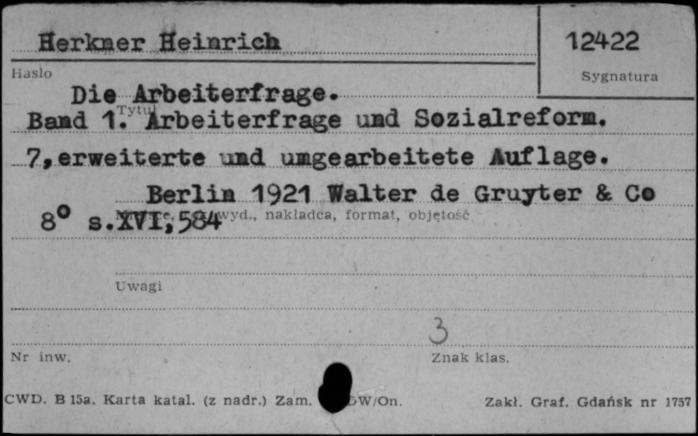 Herkner Heinrich
12422
Hasło
Sygnatura
Die Arbeiterfrage.
Tytuł
Band 1. Arbeiterfrage und Sozialreform.
7, erweiterte und umgearbeitete Auflage.
Berlin 1921 Walter de Gruyter & Co
wyd., nakładca, format, objętość
8° s.XVI, 584
Uwagi
3
Nr inw.
Znak klas.
CWD. B 15a. Karta katal. (z nadr.) Zam. W/On.
Zakł. Graf. Gdańsk nr 1757